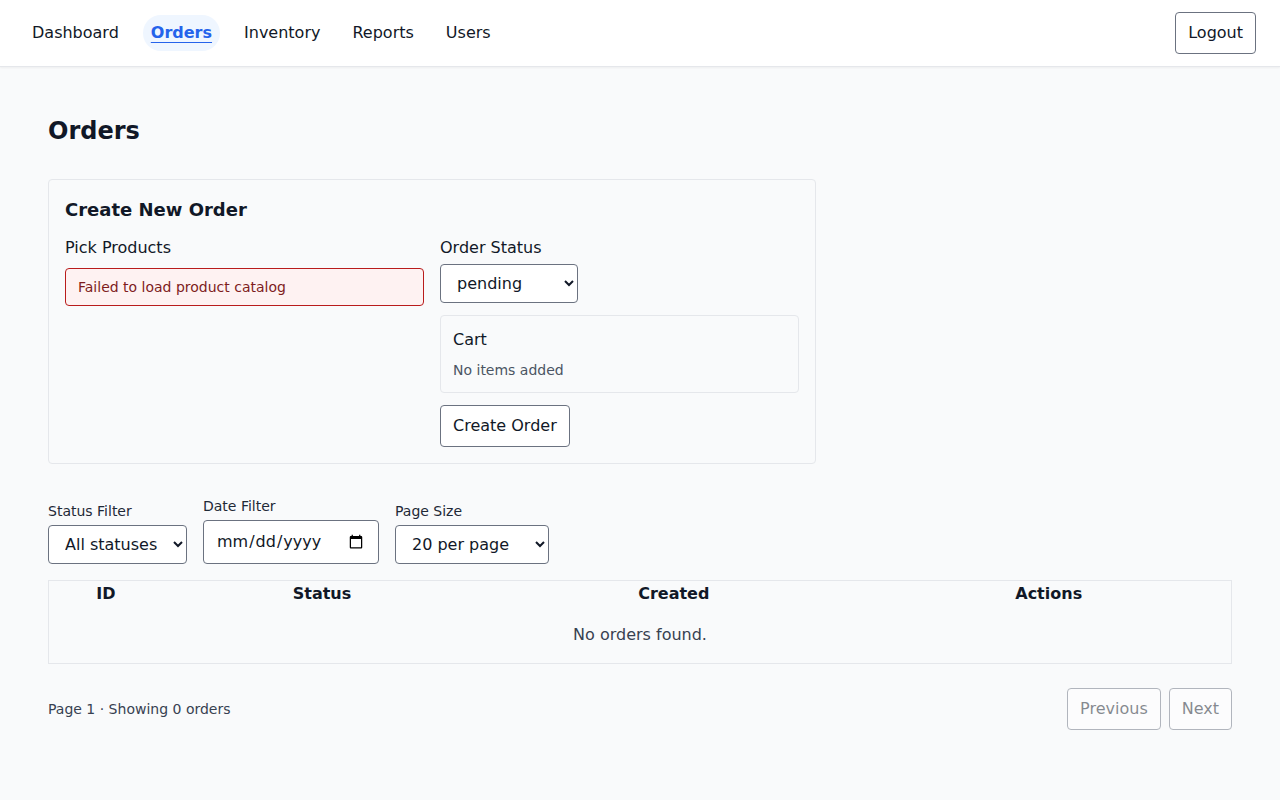 Dashboard Orders Inventory Reports Users Logout
Orders
Create New Order
Pick Products
Failed to load product catalog
Order Status
pending
Cart
No items added
Create Order
Status Filter Date Filter Page Size
All statuses mm/dd/yyyy 20 per page
ID Status Created Actions
No orders found.
Page 1 · Showing 0 orders Previous Next